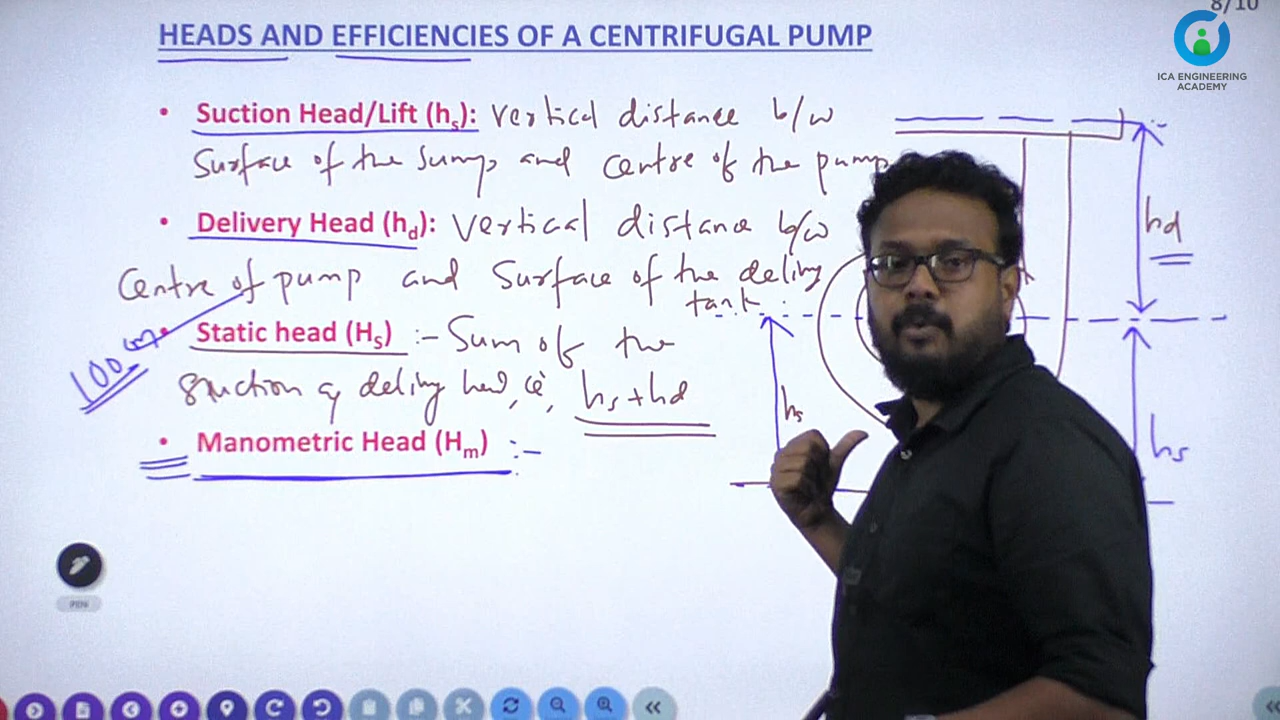 8/10
HEADS AND EFFICIENCIES OF A CENTRIFUGAL PUMP
ICA ENGINEERING
ACADEMY
• Suction Head/Lift (hs): vertical distance b/w
Surface of the sump and centre of the pump
• Delivery Head (hd): vertical distance b/w
Centre of pump and Surface of the delivery
tank
• Static head (Hs) :- Sum of the
100 m
suction & delivery head, ie, hs + hd
• Manometric Head (Hm) :-
hd
hs
hs
PEN